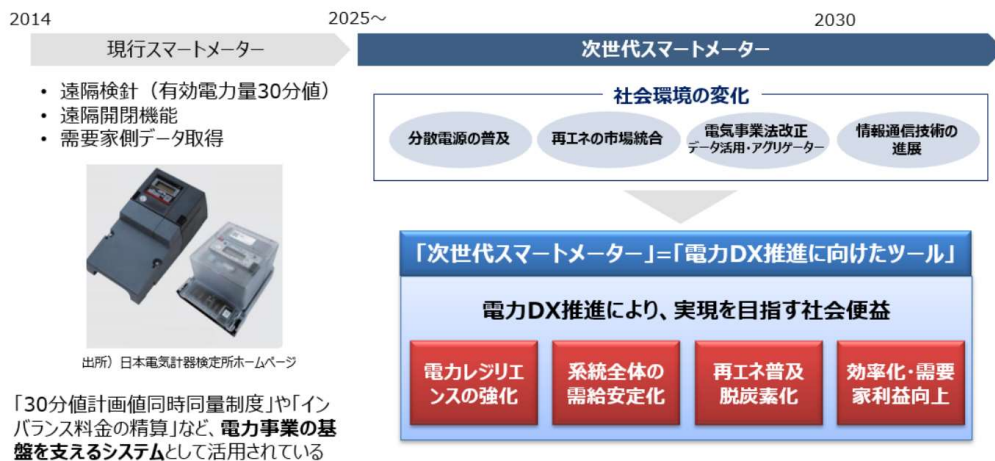 2014
2025～
2030
現行スマートメーター
次世代スマートメーター
• 遠隔検針（有効電力量30分値）
• 遠隔開閉機能
• 需要家側データ取得
出所）日本電気計器検定所ホームページ
「30分値計画値同時同量制度」や「イン
バランス料金の精算」など、電力事業の基
盤を支えるシステムとして活用されている
社会環境の変化
分散電源の普及
再エネの市場統合
電気事業法改正
データ活用・アグリゲーター
情報通信技術の
進展
「次世代スマートメーター」＝「電力DX推進に向けたツール」
電力DX推進により、実現を目指す社会便益
電力レジリエ
ンスの強化
系統全体の
需給安定化
再エネ普及
脱炭素化
効率化・需要
家利益向上